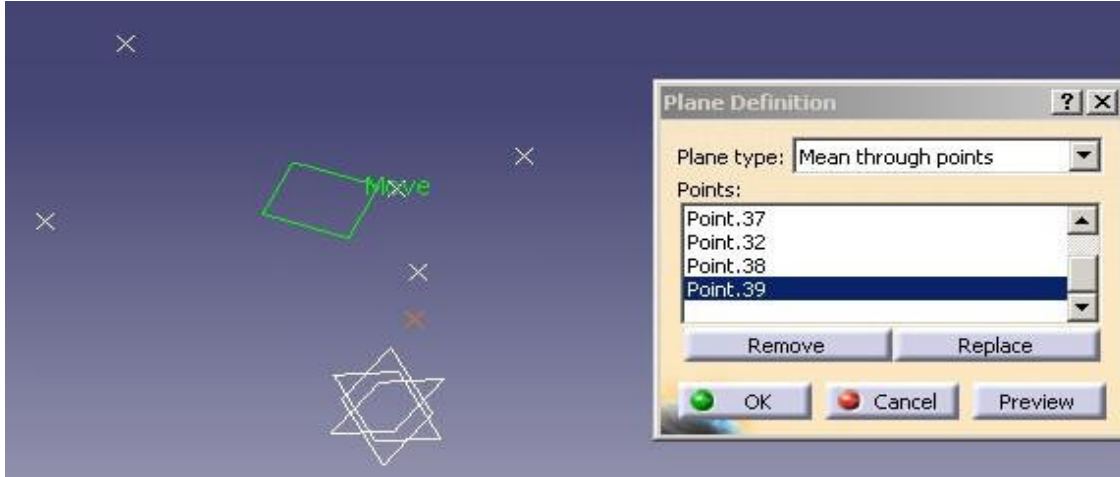 Move
Plane Definition
Plane type: Mean through points
Points:
Point.37
Point.32
Point.38
Point.39
Remove Replace
OK Cancel Preview